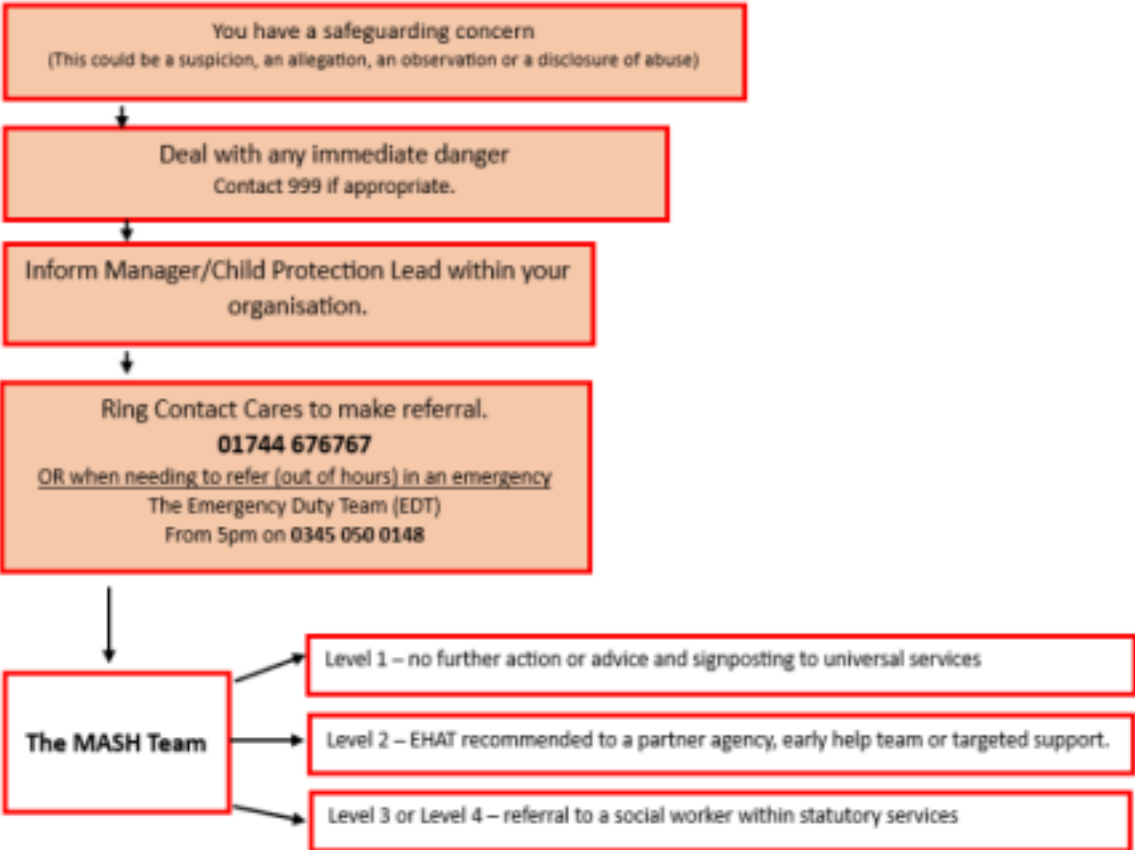 You have a safeguarding concern
(This could be a suspicion, an allegation, an observation or a disclosure of abuse)
Deal with any immediate danger
Contact 999 if appropriate.
Inform Manager/Child Protection Lead within your
organisation.
Ring Contact Cares to make referral.
01744 676767
OR when needing to refer (out of hours) in an emergency
The Emergency Duty Team (EDT)
From 5pm on 0345 050 0148
The MASH Team
Level 1 – no further action or advice and signposting to universal services
Level 2 – EHAT recommended to a partner agency, early help team or targeted support.
Level 3 or Level 4 – referral to a social worker within statutory services